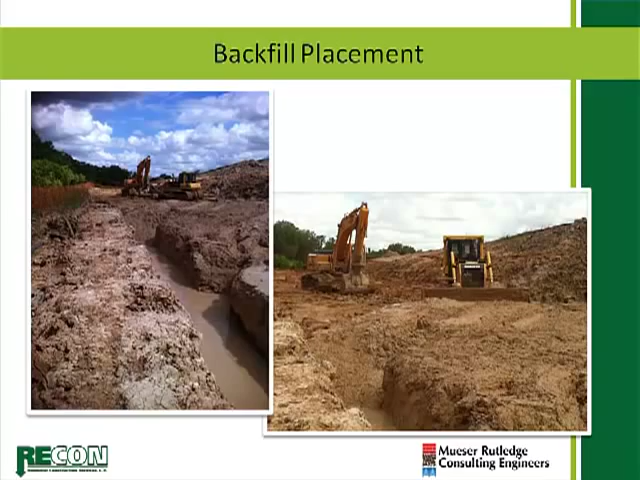 Backfill Placement
RECON
Mueser Rutledge
Consulting Engineers